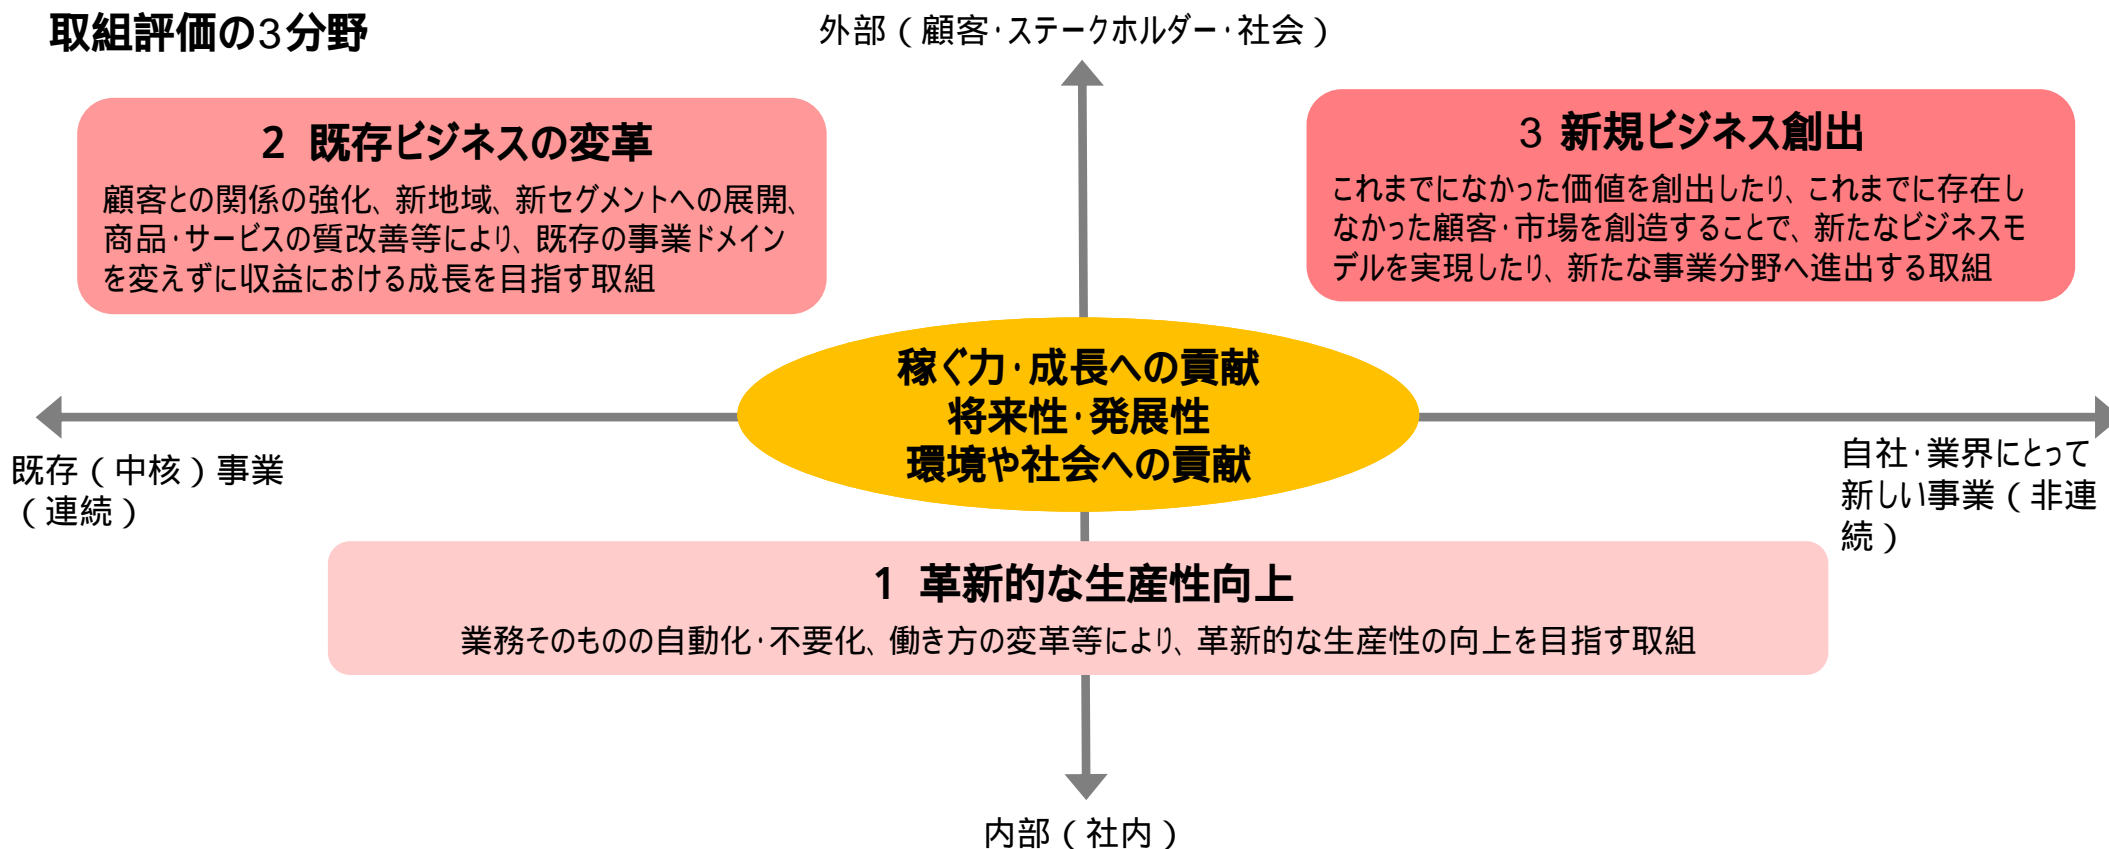 取組評価の3分野
外部(顧客・ステークホルダー・社会)
2 既存ビジネスの変革
顧客との関係の強化、新地域、新セグメントへの展開、
商品・サービスの質改善等により、既存の事業ドメイン
を変えずに収益における成長を目指す取組
3 新規ビジネス創出
これまでになかった価値を創出したり、これまでに存在し
なかった顧客・市場を創造することで、新たなビジネスモ
デルを実現したり、新たな事業分野へ進出する取組
稼ぐ力・成長への貢献
将来性・発展性
環境や社会への貢献
既存(中核)事業
(連続)
自社・業界にとって
新しい事業(非連
続)
1 革新的な生産性向上
業務そのものの自動化・不要化、働き方の変革等により、革新的な生産性の向上を目指す取組
内部(社内)